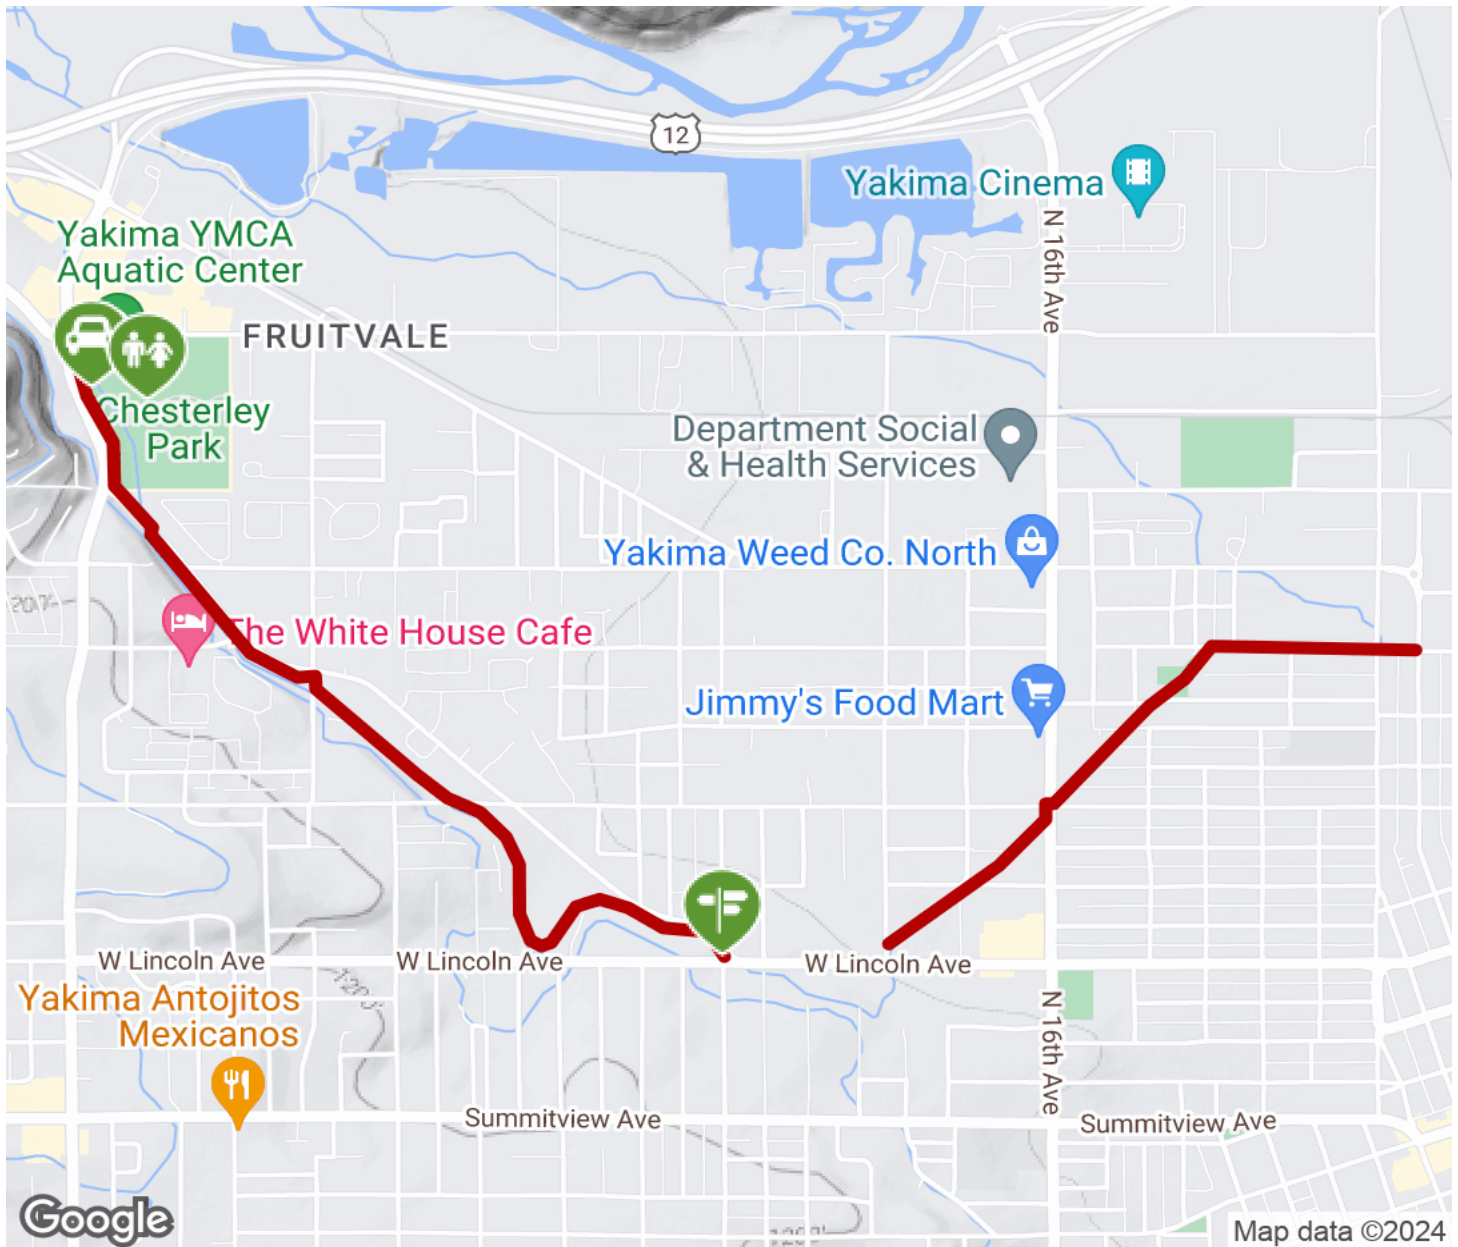 12
Yakima Cinema
N 16th Ave
Yakima YMCA
Aquatic Center
FRUITVALE
Chesterley
Park
Department Social
& Health Services
Yakima Weed Co. North
The White House Cafe
Jimmy's Food Mart
W Lincoln Ave
W Lincoln Ave
W Lincoln Ave
Yakima Antojitos
Mexicanos
N 16th Ave
Summitview Ave
Summitview Ave
Google
Map data ©2024